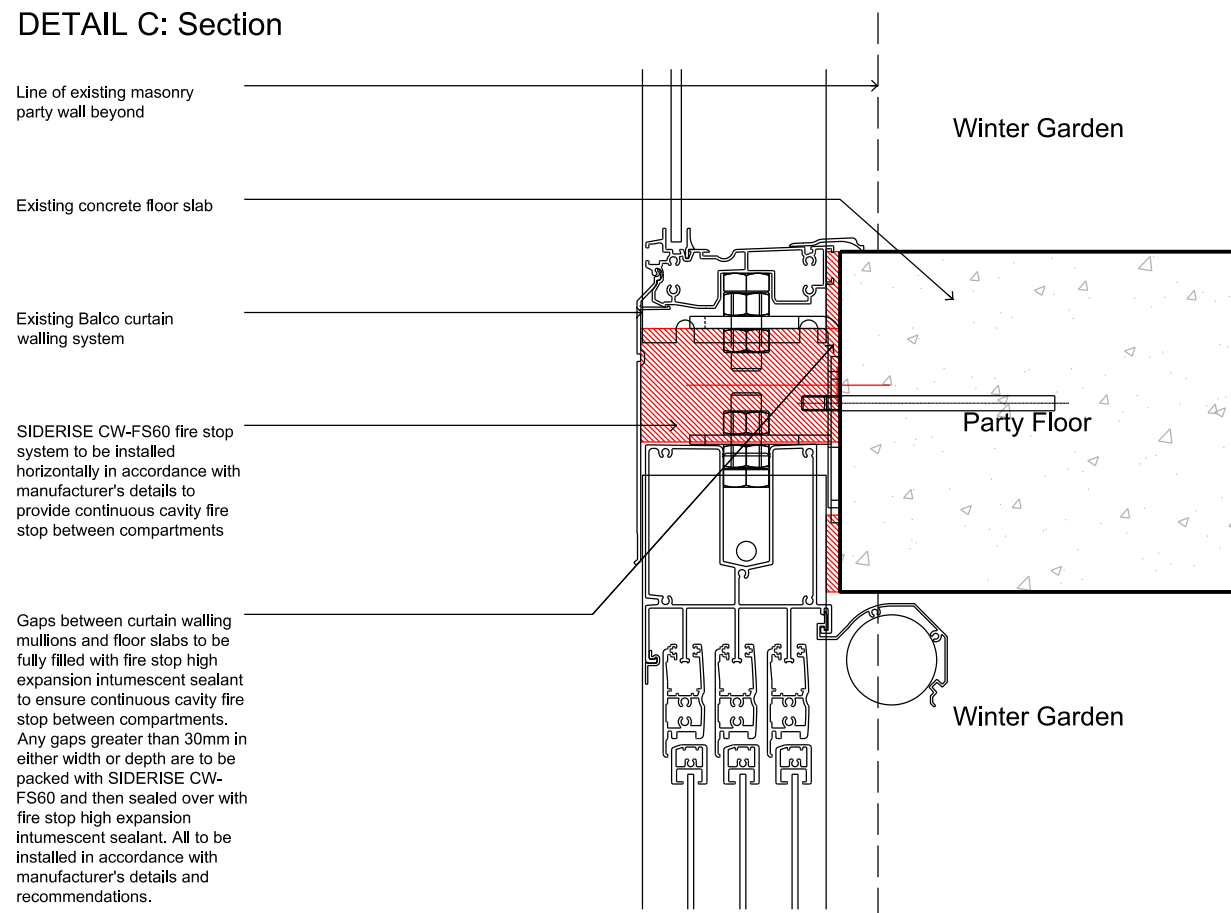 DETAIL C: Section
Line of existing masonry
party wall beyond
Winter Garden
Existing concrete floor slab
Existing Balco curtain
walling system
Party Floor
SIDERISE CW-FS60 fire stop
system to be installed
horizontally in accordance with
manufacturer's details to
provide continuous cavity fire
stop between compartments
Gaps between curtain walling
mullions and floor slabs to be
fully filled with fire stop high
expansion intumescent sealant
to ensure continuous cavity fire
stop between compartments.
Any gaps greater than 30mm in
either width or depth are to be
packed with SIDERISE CW-
FS60 and then sealed over with
fire stop high expansion
intumescent sealant. All to be
installed in accordance with
manufacturer's details and
recommendations.
Winter Garden